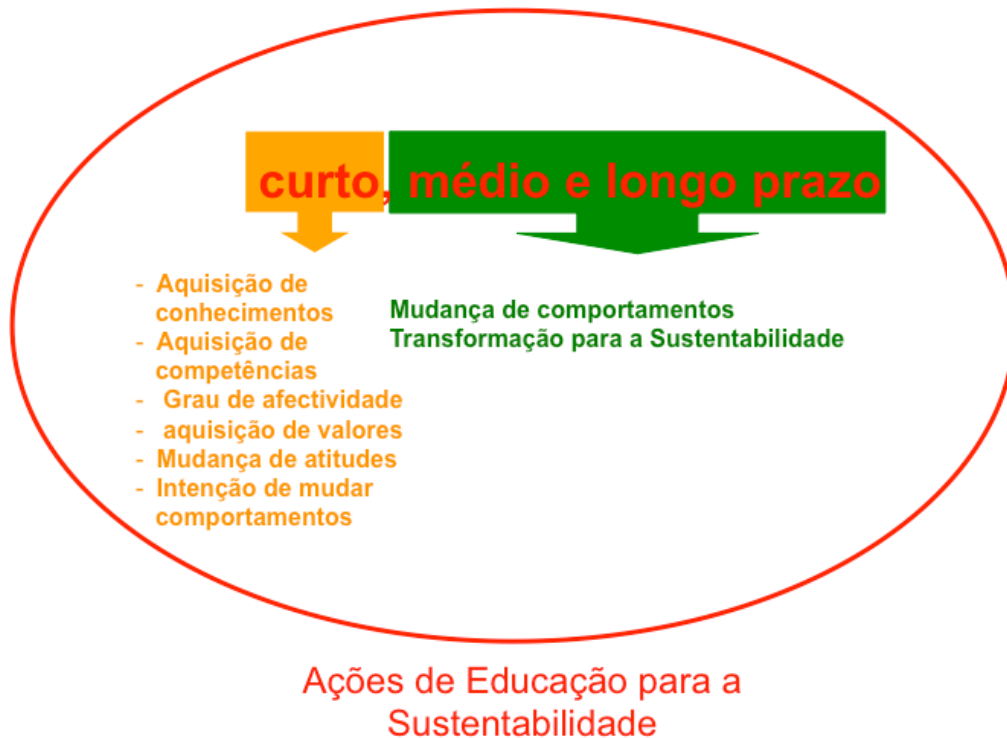 curto, médio e longo prazo
- Aquisição de
conhecimentos
- Aquisição de
competências
- Grau de afectividade
- aquisição de valores
- Mudança de atitudes
- Intenção de mudar
comportamentos
Mudança de comportamentos
Transformação para a Sustentabilidade
Ações de Educação para a
Sustentabilidade